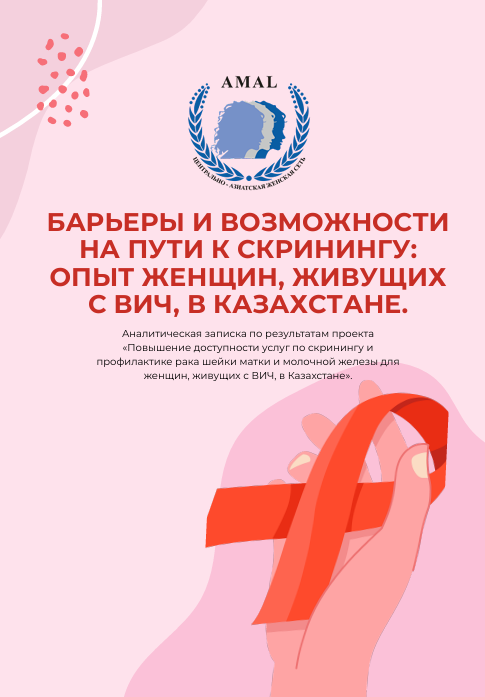 AMAL
ЦЕНТРАЛЬНО - АЗИАТСКАЯ ЖЕНСКАЯ СЕТЬ
БАРЬЕРЫ И ВОЗМОЖНОСТИ
НА ПУТИ К СКРИНИНГУ:
ОПЫТ ЖЕНЩИН, ЖИВУЩИХ
С ВИЧ, В КАЗАХСТАНЕ.
Аналитическая записка по результатам проекта
«Повышение доступности услуг по скринингу и
профилактике рака шейки матки и молочной железы для
женщин, живущих с ВИЧ, в Казахстане».